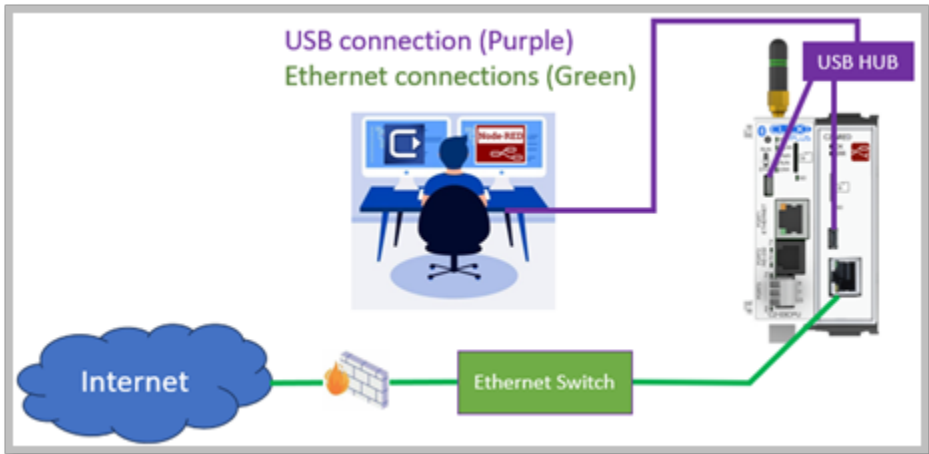 USB connection (Purple)
Ethernet connections (Green)
USB HUB
Node-RED
Internet
Ethernet Switch